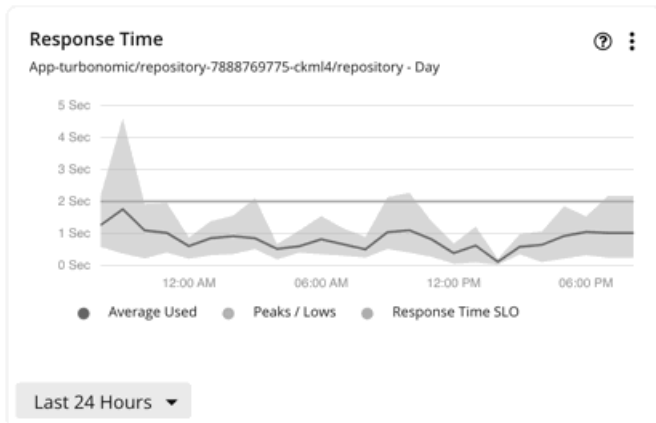 Response Time
App-turbonomic/repository-7888769775-ckml4/repository - Day
5 Sec
4 Sec
3 Sec
2 Sec
1 Sec
0 Sec
12:00 AM 06:00 AM 12:00 PM 06:00 PM
Average Used Peaks / Lows Response Time SLO
Last 24 Hours